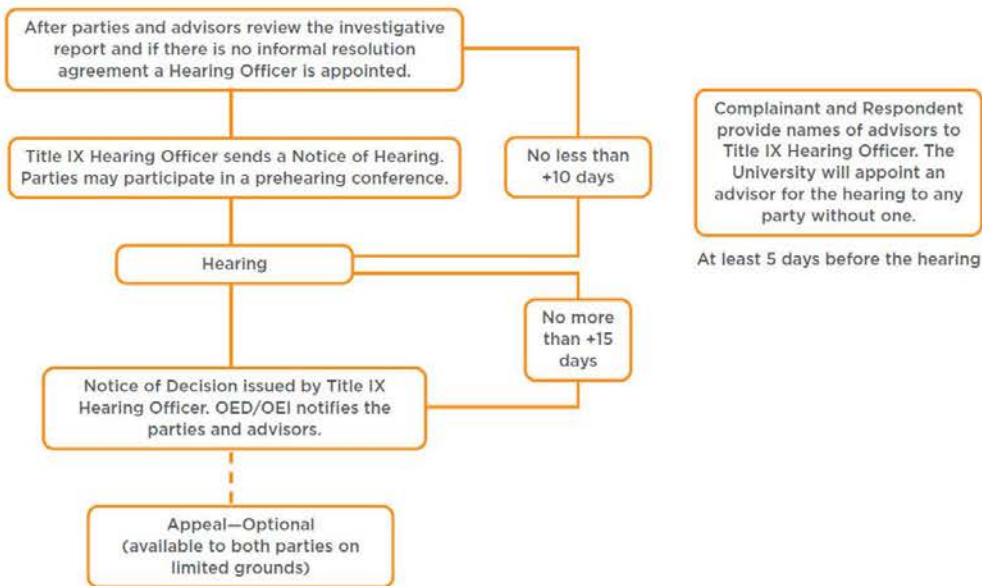 After parties and advisors review the investigative
report and if there is no informal resolution
agreement a Hearing Officer is appointed.
Title IX Hearing Officer sends a Notice of Hearing.
Parties may participate in a prehearing conference.
No less than
+10 days
Complainant and Respondent
provide names of advisors to
Title IX Hearing Officer. The
University will appoint an
advisor for the hearing to any
party without one.
At least 5 days before the hearing
Hearing
No more
than +15
days
Notice of Decision issued by Title IX
Hearing Officer. OED/OEI notifies the
parties and advisors.
Appeal—Optional
(available to both parties on
limited grounds)